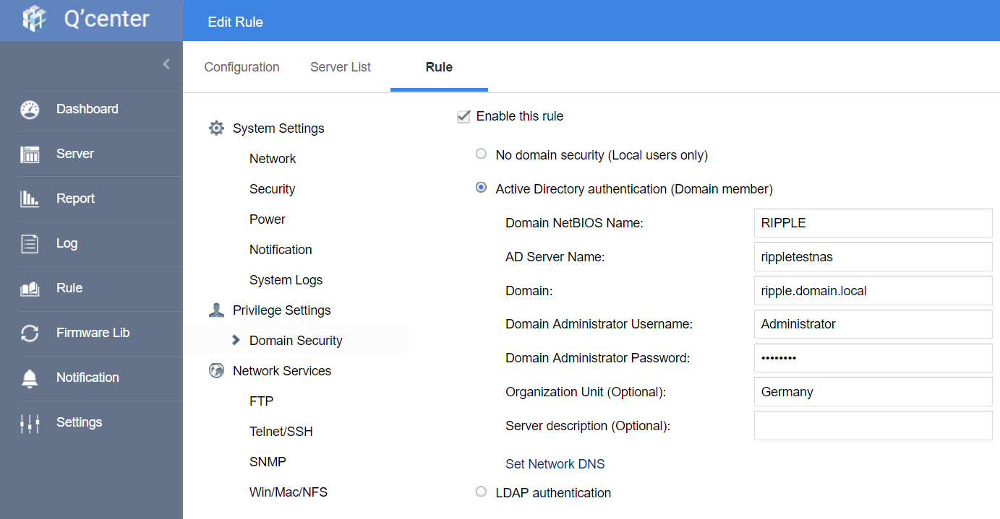 Q'center
Edit Rule
Configuration
Server List
Rule
Dashboard
Server
Report
Log
Rule
Firmware Lib
Notification
Settings
System Settings
Network
Security
Power
Notification
System Logs
Privilege Settings
Domain Security
Network Services
FTP
Telnet/SSH
SNMP
Win/Mac/NFS
Enable this rule
No domain security (Local users only)
Active Directory authentication (Domain member)
Domain NetBIOS Name: RIPPLE
AD Server Name: rippletestnas
Domain: ripple.domain.local
Domain Administrator Username: Administrator
Domain Administrator Password: ••••••••
Organization Unit (Optional): Germany
Server description (Optional):
Set Network DNS
LDAP authentication